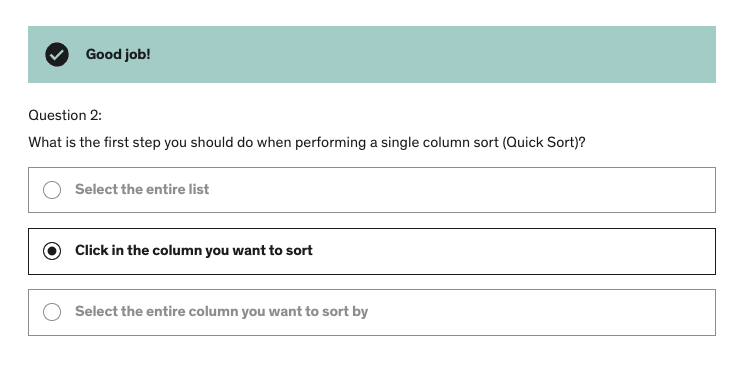 Good job!
Question 2:
What is the first step you should do when performing a single column sort (Quick Sort)?
Select the entire list
Click in the column you want to sort
Select the entire column you want to sort by